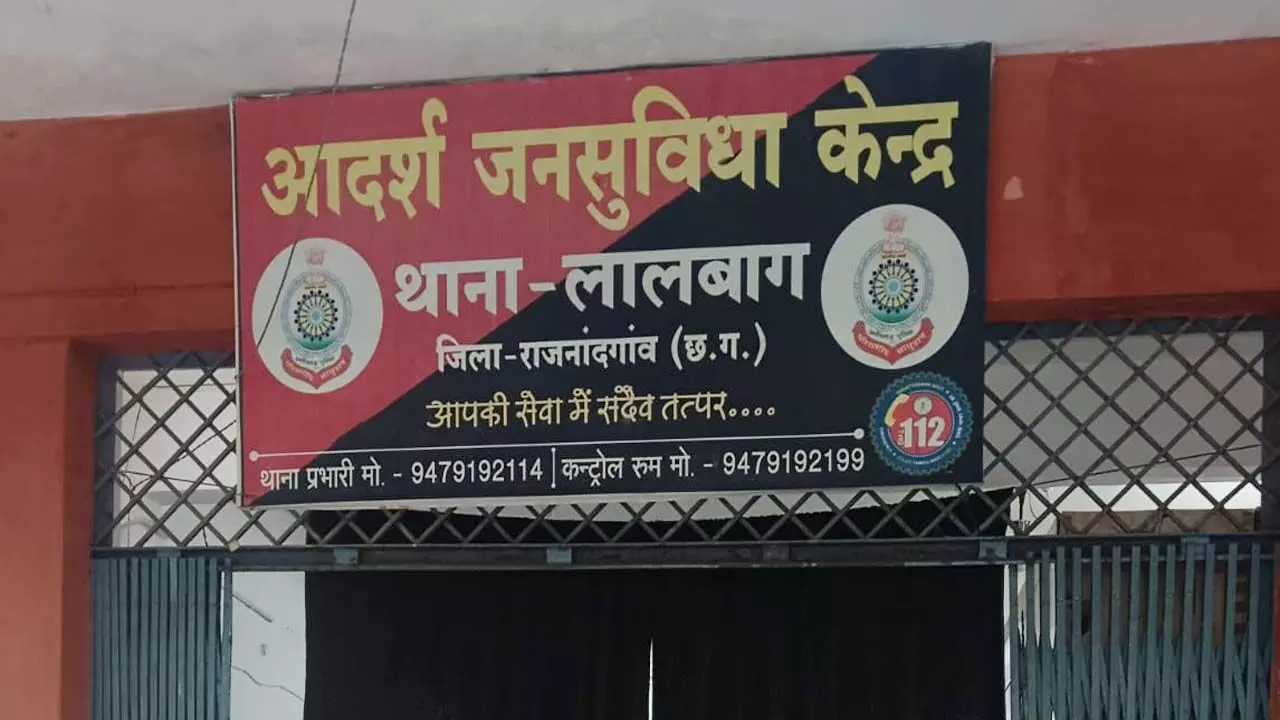 आदर्श जनसुविधा केन्द्र
थाना-लालबाग
जिला-राजनांदगांव (छ.ग.)
आपकी सेवा में सदैव तत्पर....
थाना प्रभारी मो. - 9479192114 | कन्ट्रोल रूम मो. - 9479192199
112